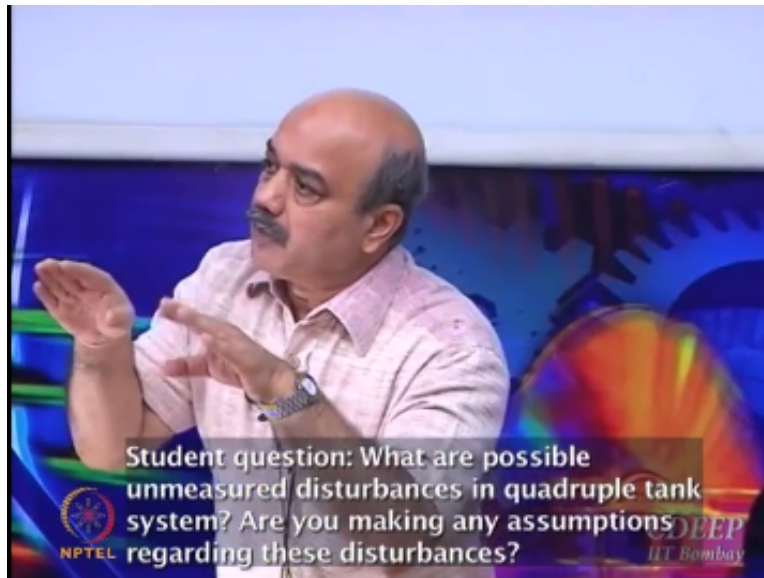 Student question: What are possible
unmeasured disturbances in quadruple tank
system? Are you making any assumptions
regarding these disturbances?
NPTEL
CDEEP
IIT Bombay